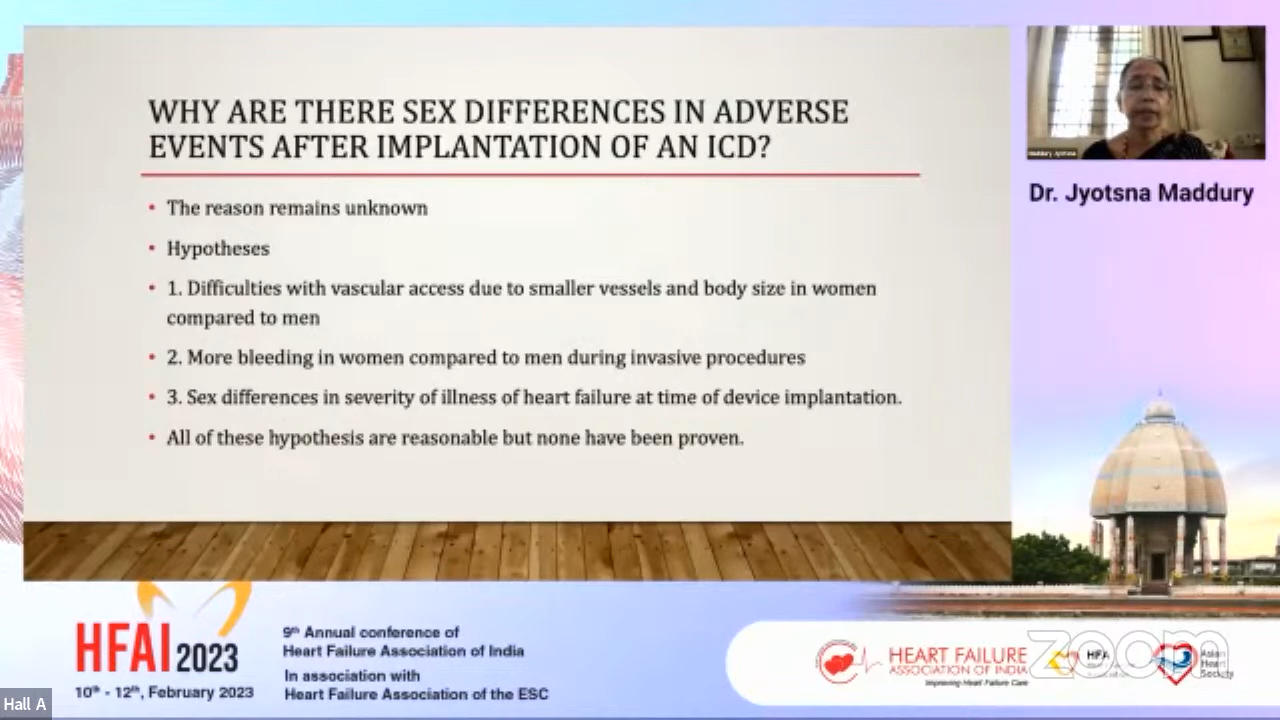 WHY ARE THERE SEX DIFFERENCES IN ADVERSE
EVENTS AFTER IMPLANTATION OF AN ICD?
• The reason remains unknown
• Hypotheses
• 1. Difficulties with vascular access due to smaller vessels and body size in women
compared to men
• 2. More bleeding in women compared to men during invasive procedures
• 3. Sex differences in severity of illness of heart failure at time of device implantation.
• All of these hypothesis are reasonable but none have been proven.
Dr. Jyotsna Maddury
HFAI 2023
10th - 12th, February 2023
9th Annual conference of
Heart Failure Association of India
In association with
Heart Failure Association of the ESC
HEART FAILURE
ASSOCIATION OF INDIA
Improving Heart Failure Care
HFA
Asian
Heart
Society
zoom
Hall A